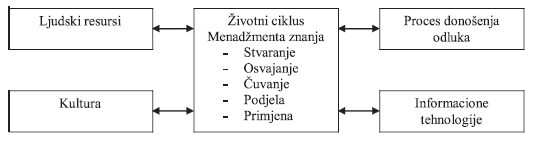 Ljudski resursi
Kultura
Životni ciklus
Menadžmenta znanja
- Stvaranje
- Osvajanje
- Čuvanje
- Podjela
- Primjena
Proces donošenja
odluka
Informacione
tehnologije